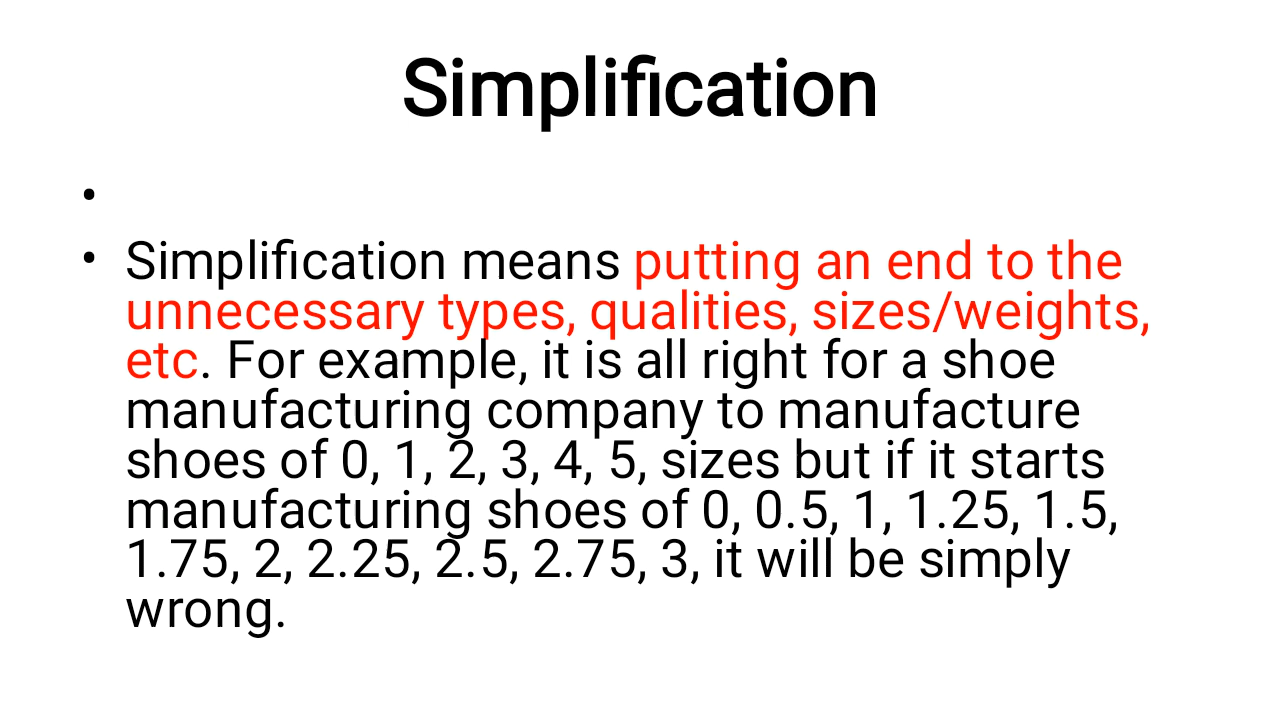 Simplification
•
• Simplification means putting an end to the
unnecessary types, qualities, sizes/weights,
etc. For example, it is all right for a shoe
manufacturing company to manufacture
shoes of 0, 1, 2, 3, 4, 5, sizes but if it starts
manufacturing shoes of 0, 0.5, 1, 1.25, 1.5,
1.75, 2, 2.25, 2.5, 2.75, 3, it will be simply
wrong.